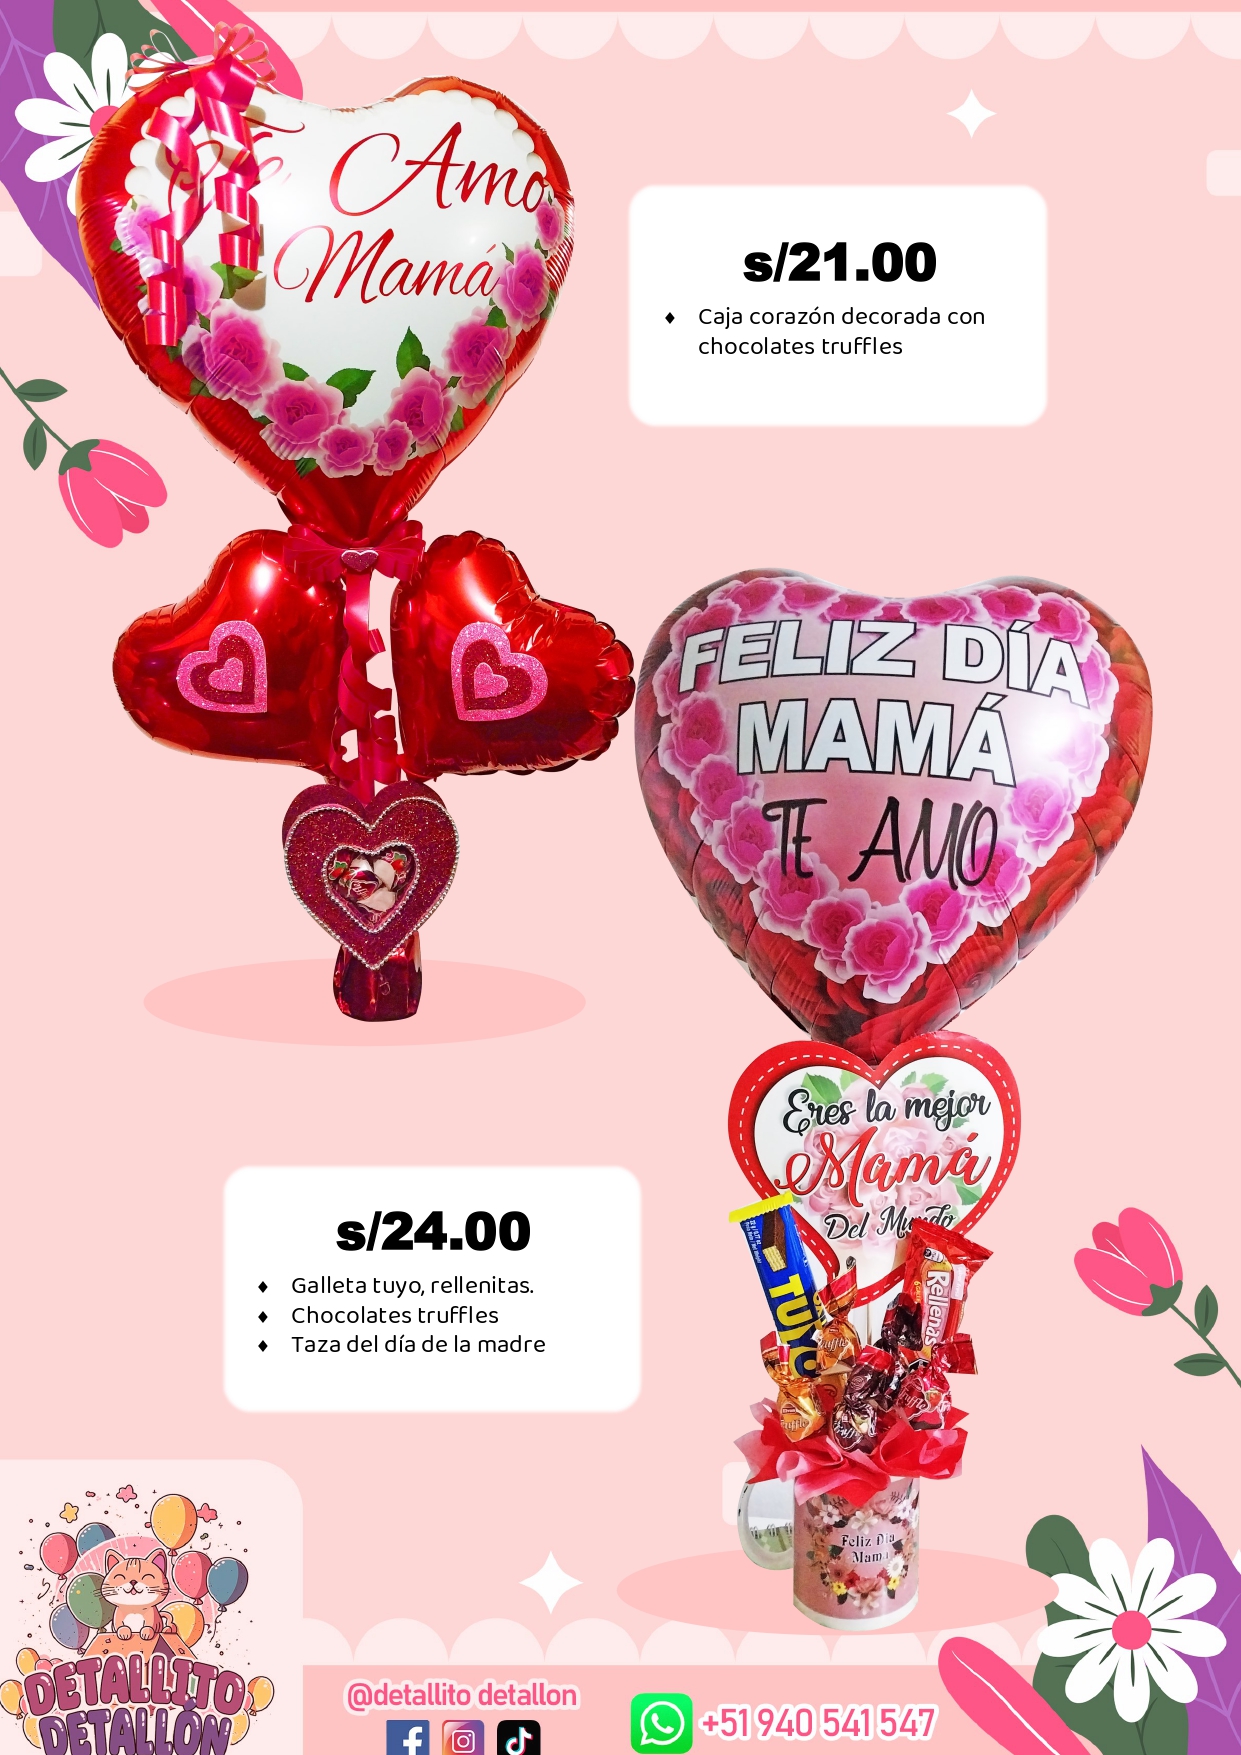 Te Amo
Mamá
s/21.00
♦ Caja corazón decorada con
chocolates truffles
FELIZ DÍA
MAMÁ
TE AMO
Eres la mejor
Mamá
Del Mundo
s/24.00
♦ Galleta tuyo, rellenitas.
♦ Chocolates truffles
♦ Taza del día de la madre
TUYO
Rellenas
Feliz Día
Mamá
DETALLITO
DETALLÓN
@detallito detallon
+51 940 541 547